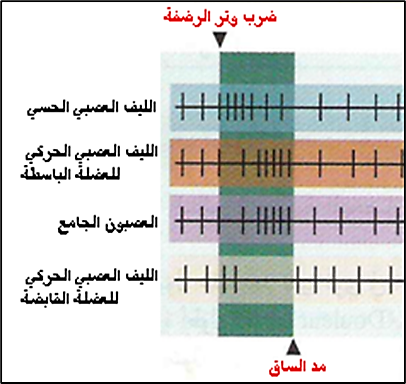 ضرب وتر الرضفة
الليف العصبي الحسي
الليف العصبي الحركي
للعضلة الباسطة
العصبون الجامع
الليف العصبي الحركي
للعضلة القابضة
مد الساق